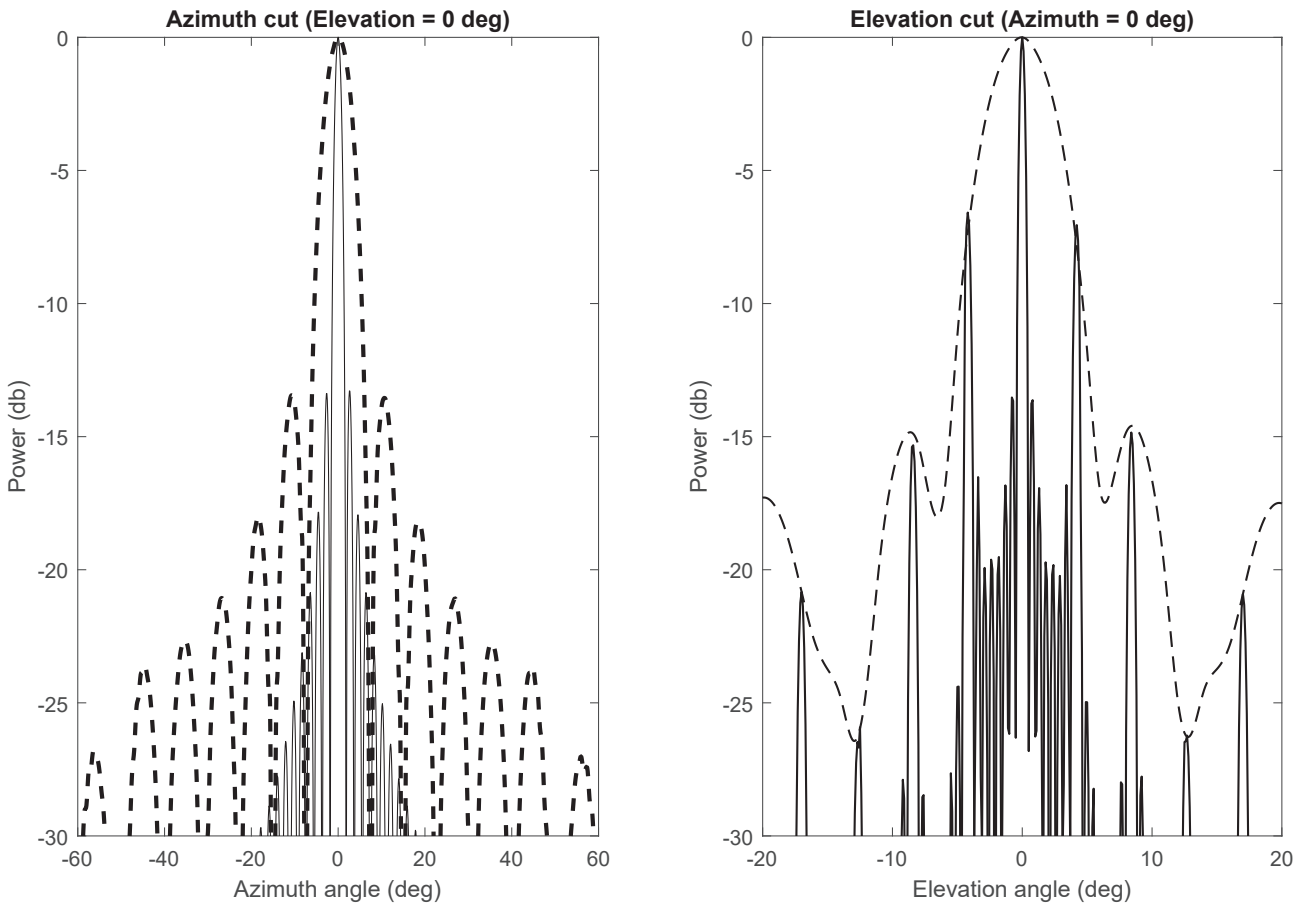 Azimuth cut (Elevation = 0 deg)
0
-5
-10
-15
-20
-25
-30
Power (db)
-60 -40 -20 0 20 40 60
Azimuth angle (deg)
Elevation cut (Azimuth = 0 deg)
0
-5
-10
-15
-20
-25
-30
Power (db)
-20 -10 0 10 20
Elevation angle (deg)